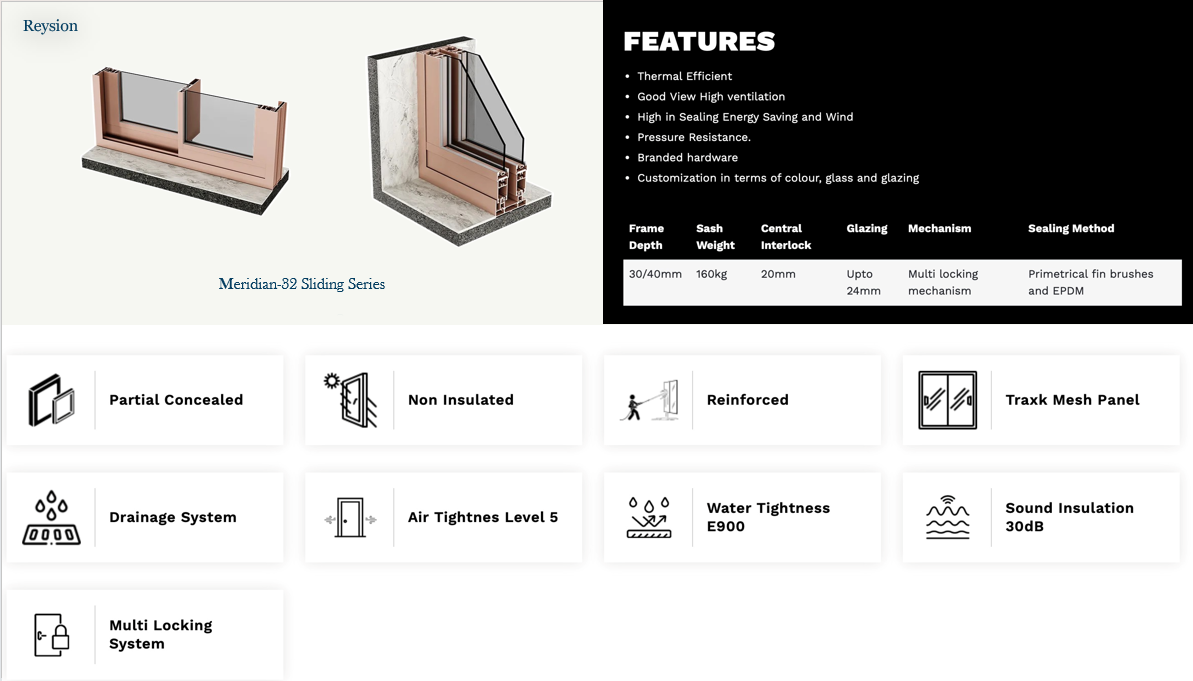 Reysion
Meridian-32 Sliding Series
FEATURES
• Thermal Efficient
• Good View High ventilation
• High in Sealing Energy Saving and Wind
• Pressure Resistance.
• Branded hardware
• Customization in terms of colour, glass and glazing
Frame Depth | Sash Weight | Central Interlock | Glazing | Mechanism | Sealing Method
30/40mm | 160kg | 20mm | Upto 24mm | Multi locking mechanism | Primetrical fin brushes and EPDM
Partial Concealed
Non Insulated
Reinforced
Traxk Mesh Panel
Drainage System
Air Tightnes Level 5
Water Tightness
E900
Sound Insulation
30dB
Multi Locking
System